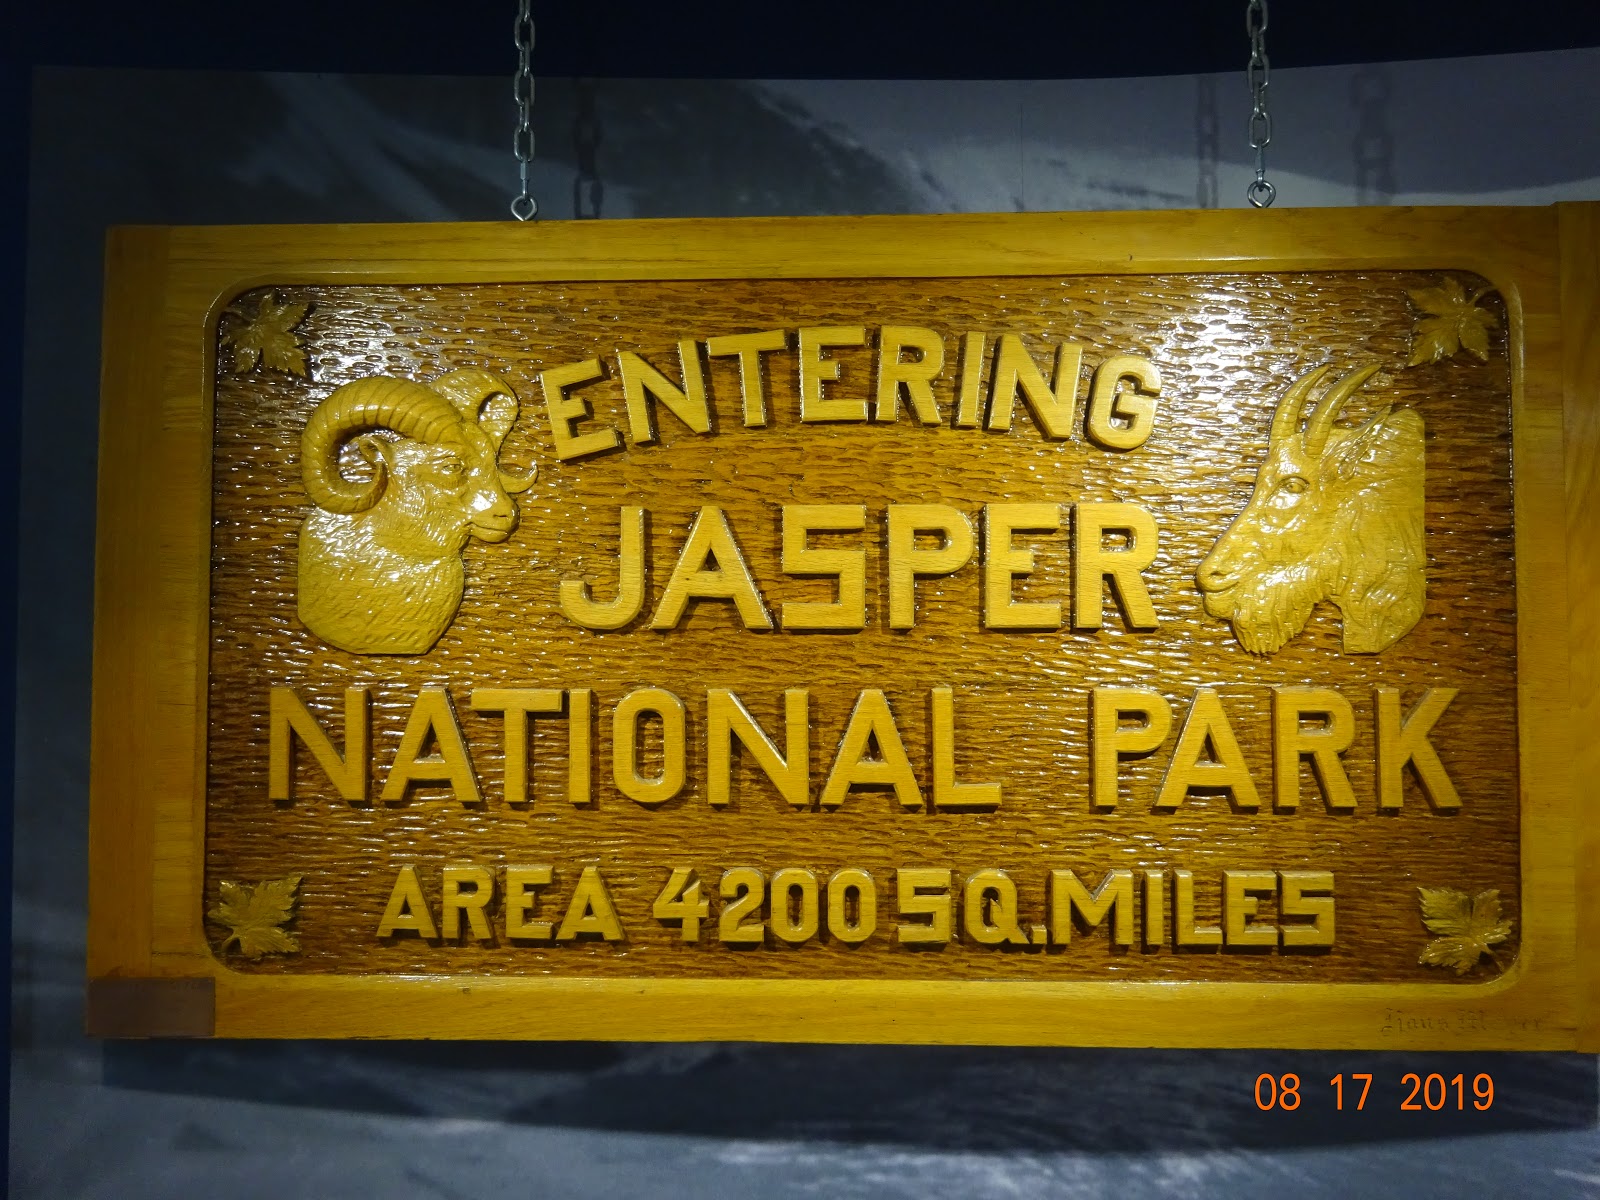 ENTERING
JASPER
NATIONAL PARK
AREA 4200 SQ. MILES
08 17 2019